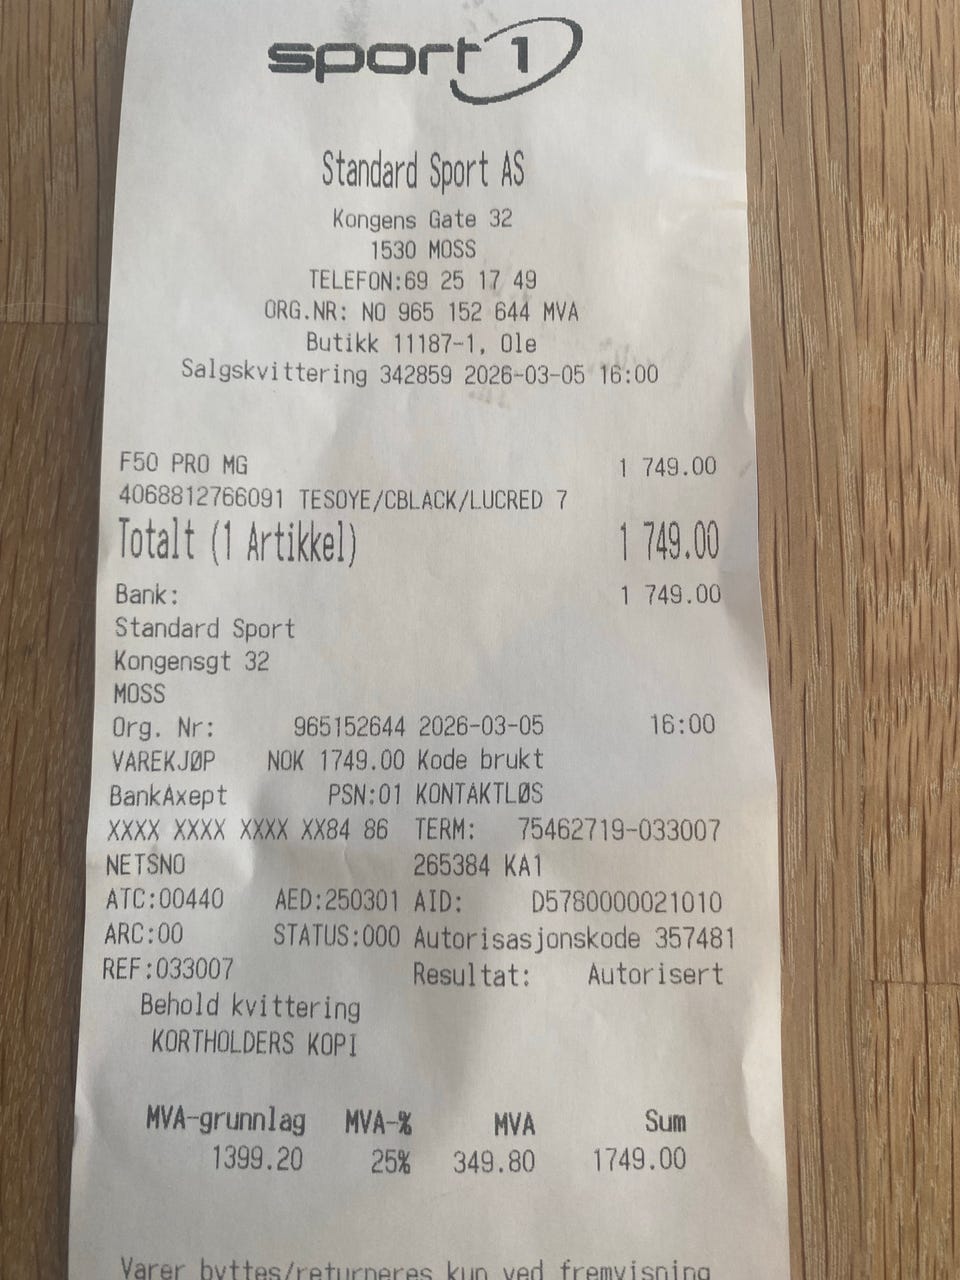 sport 1
Standard Sport AS
Kongens Gate 32
1530 MOSS
TELEFON:69 25 17 49
ORG.NR: NO 965 152 644 MVA
Butikk 11187-1, Ole
Salgskvittering 342859 2026-03-05 16:00
F50 PRO MG 1 749.00
4068812766091 TESOYE/CBLACK/LUCRED 7
Totalt (1 Artikkel) 1 749.00
Bank: 1 749.00
Standard Sport
Kongensgt 32
MOSS
Org. Nr: 965152644 2026-03-05 16:00
VAREKJØP NOK 1749.00 Kode brukt
BankAxept PSN:01 KONTAKTLØS
XXXX XXXX XXXX XX84 86 TERM: 75462719-033007
NETSNO 265384 KA1
ATC:00440 AED:250301 AID: D5780000021010
ARC:00 STATUS:000 Autorisasjonskode 357481
REF:033007 Resultat: Autorisert
Behold kvittering
KORTHOLDERS KOPI
MVA-grunnlag MVA-% MVA Sum
1399.20 25% 349.80 1749.00
Varer byttes/returneres kun ved fremvisning